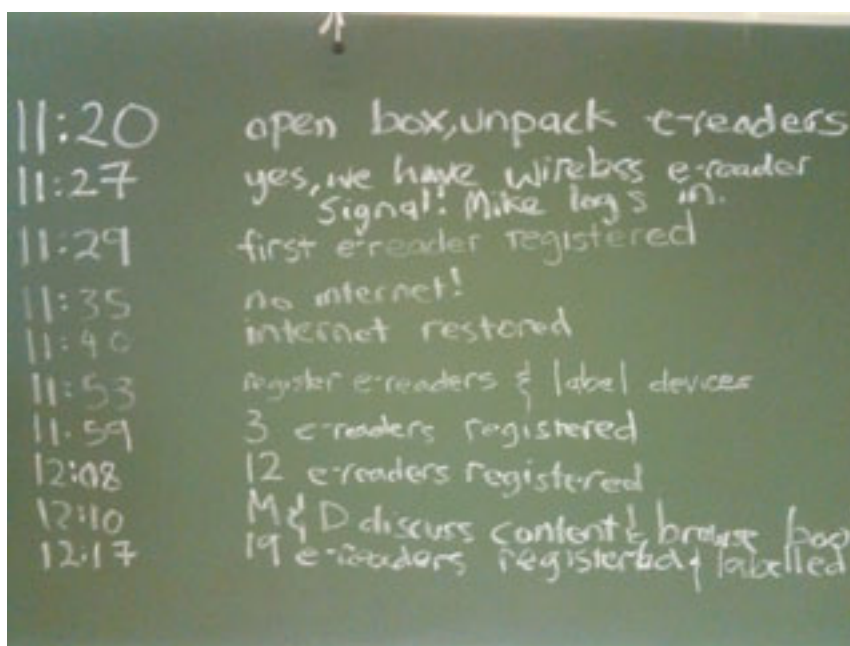 11:20 open box, unpack e-readers
11:27 yes, we have wireless e-reader
signal! Mike logs in.
11:29 first e-reader registered
11:35 no internet!
11:40 internet restored
11:53 register e-readers & label devices
11:59 3 e-readers registered
12:08 12 e-readers registered
12:10 M & D discuss content & browse boo
12:17 19 e-readers registered & labelled